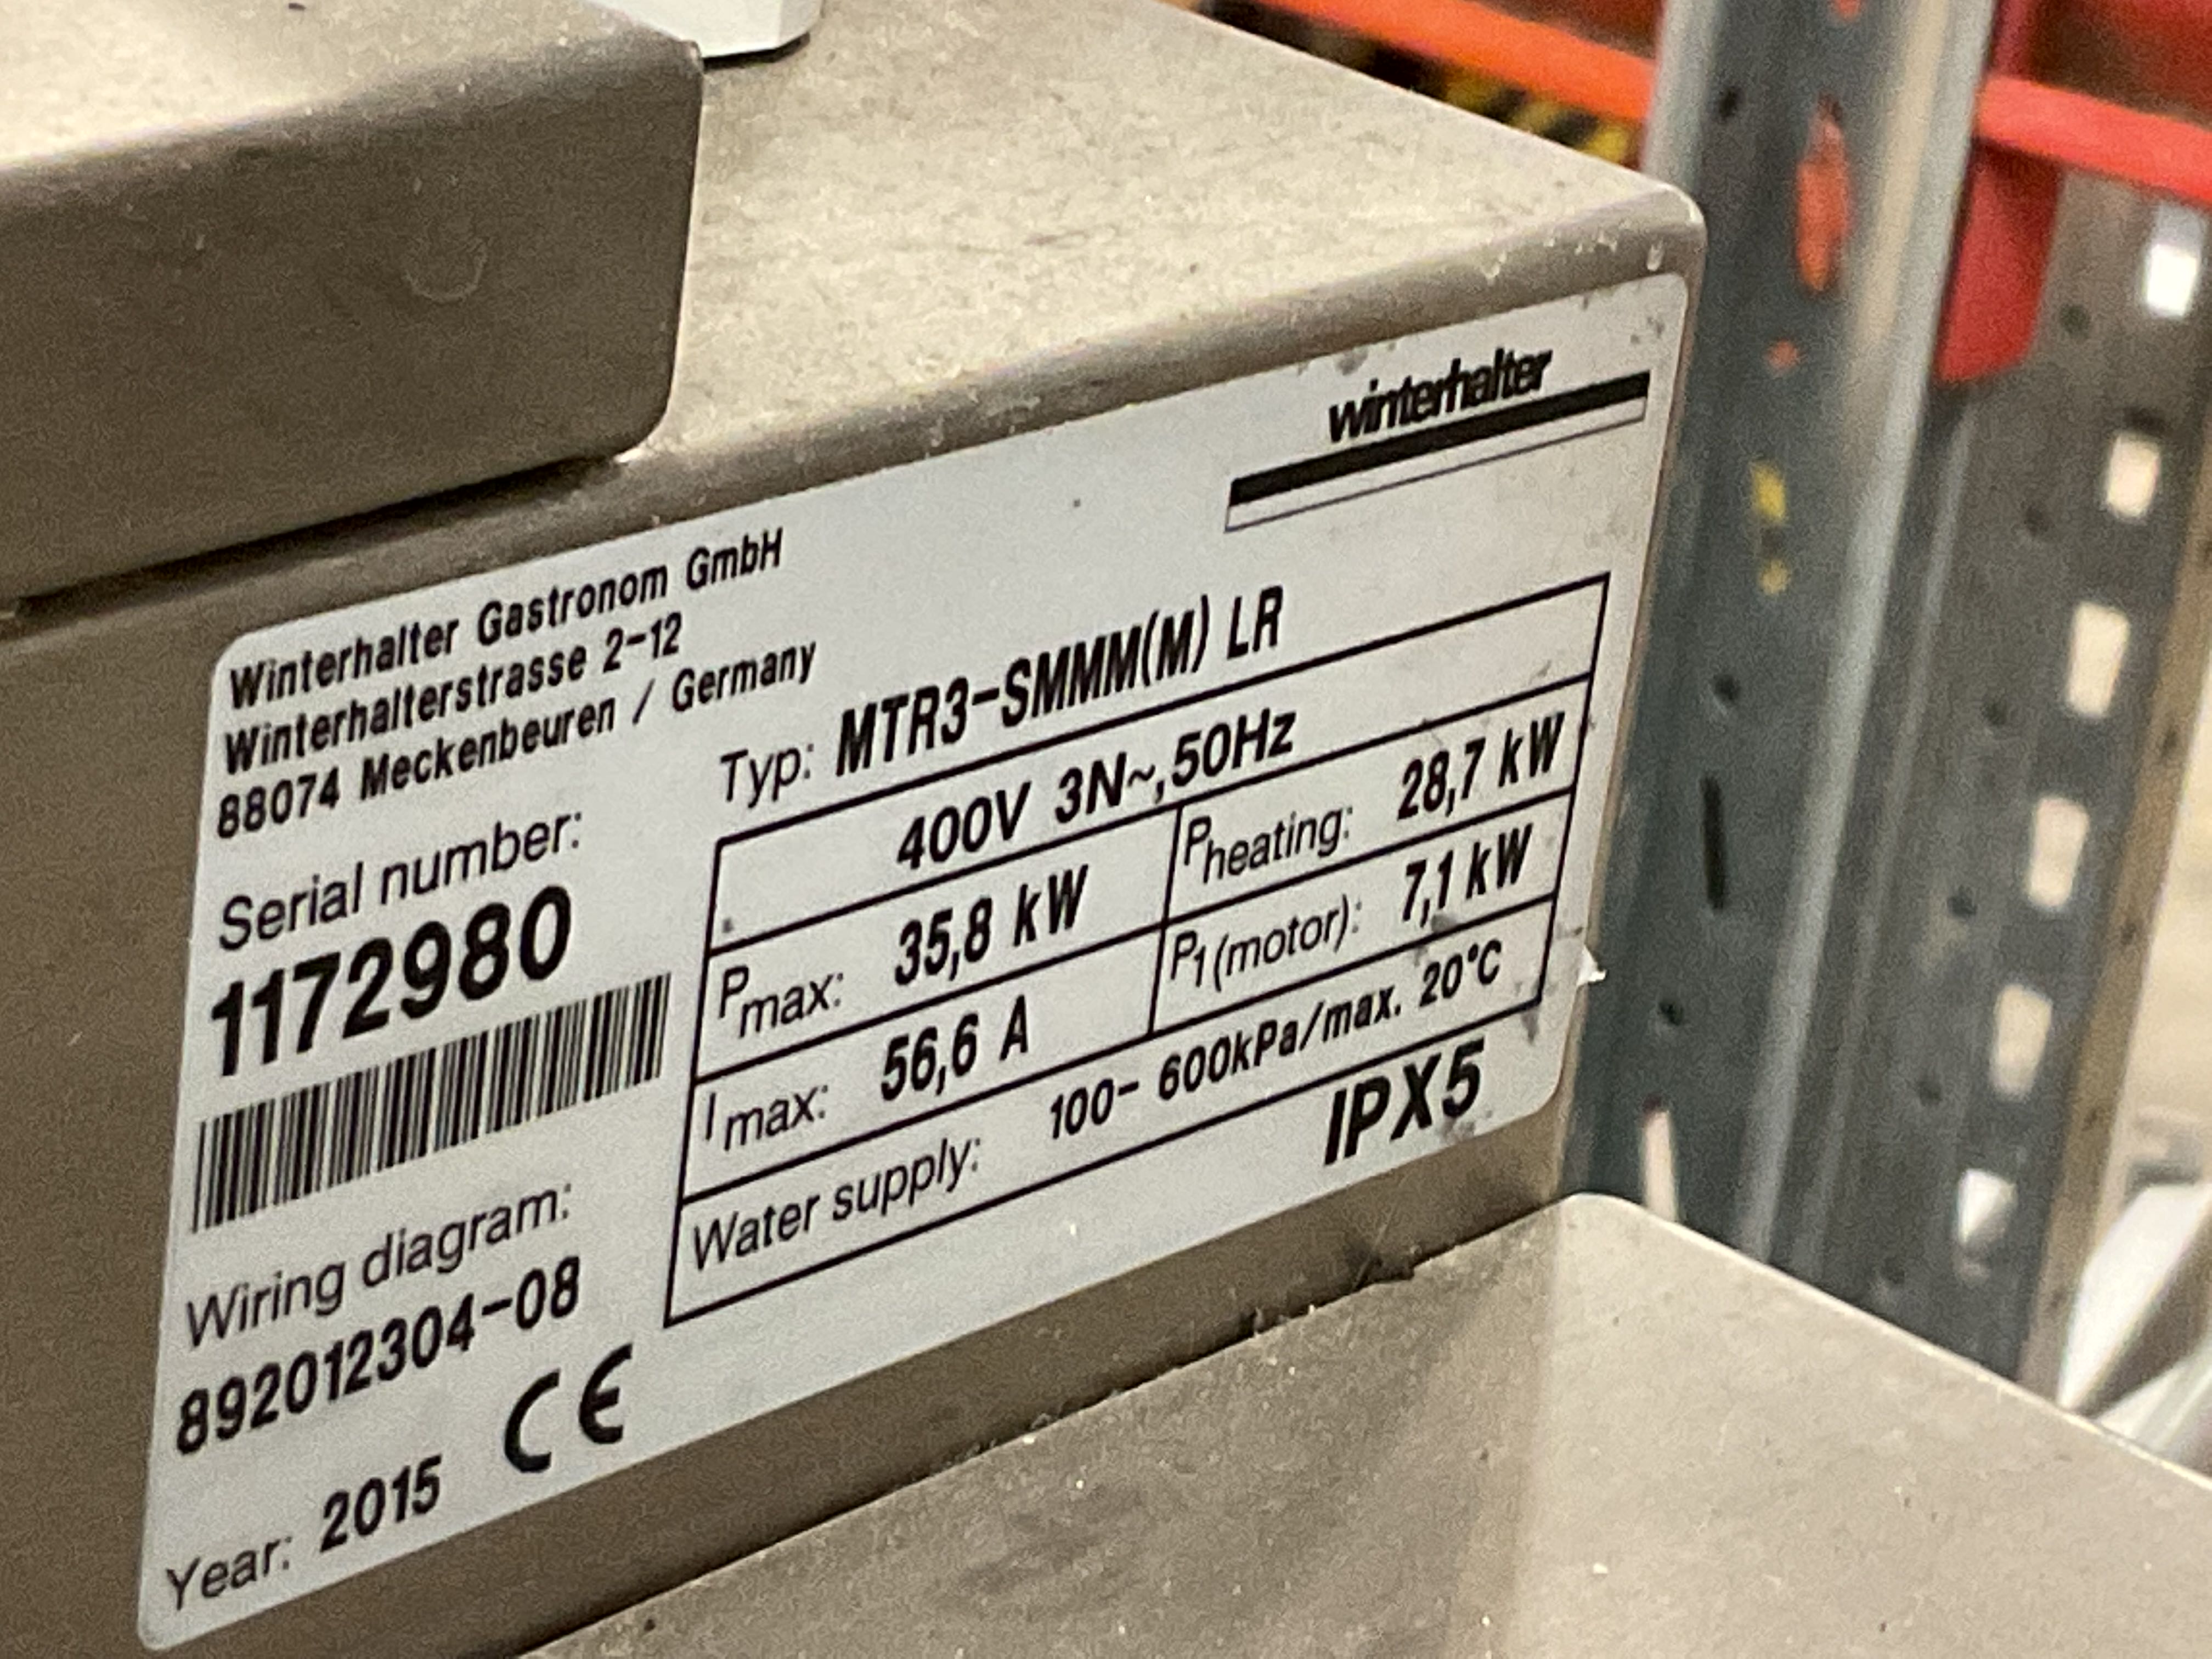 winterhalter
Winterhalter Gastronom GmbH
Winterhalterstrasse 2-12
88074 Meckenbeuren / Germany
Serial number:
1172980
Wiring diagram:
892012304-08
Year: 2015 CE
Typ: MTR3-SMMM(M) LR
400V 3N~,50Hz
Pmax: 35,8 kW
Pheating: 28,7 kW
Imax: 56,6 A
P1(motor): 7,1 kW
Water supply: 100- 600kPa/max. 20°C
IPX5